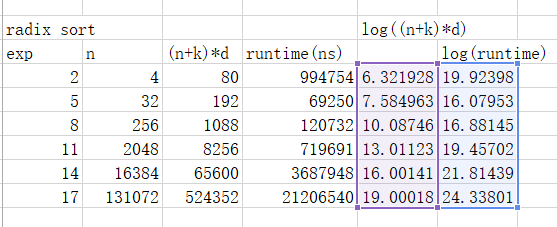 radix sort log((n+k)*d)
exp n (n+k)*d runtime(ns) log(runtime)
2 4 80 994754 6.321928 19.92398
5 32 192 69250 7.584963 16.07953
8 256 1088 120732 10.08746 16.88145
11 2048 8256 719691 13.01123 19.45702
14 16384 65600 3687948 16.00141 21.81439
17 131072 524352 21206540 19.00018 24.33801